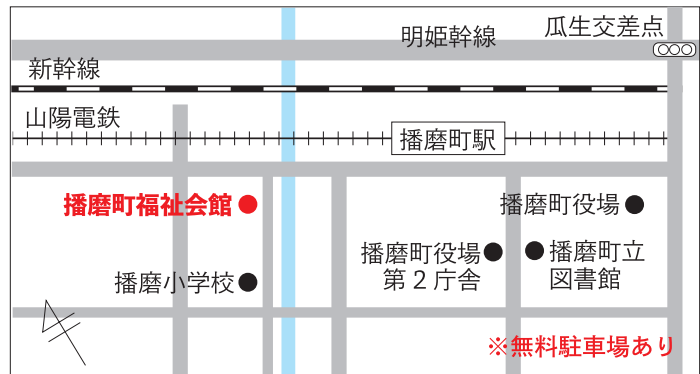 瓜生交差点
明姫幹線
新幹線
山陽電鉄
播磨町駅
播磨町福祉会館
播磨町役場
播磨町役場
第2庁舎
播磨町立
図書館
播磨小学校
※無料駐車場あり